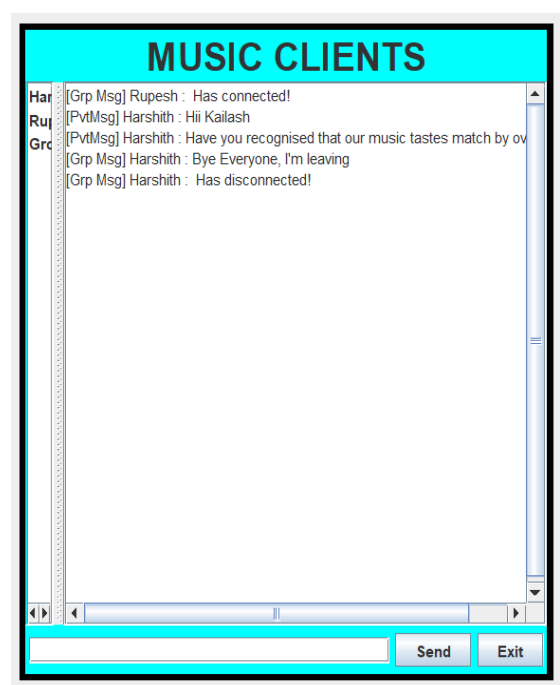 MUSIC CLIENTS
Har
Rup
Gro
[Grp Msg] Rupesh :  Has connected!
[PvtMsg] Harshith : Hii Kailash
[PvtMsg] Harshith : Have you recognised that our music tastes match by ov
[Grp Msg] Harshith : Bye Everyone, I'm leaving
[Grp Msg] Harshith :  Has disconnected!
Send Exit